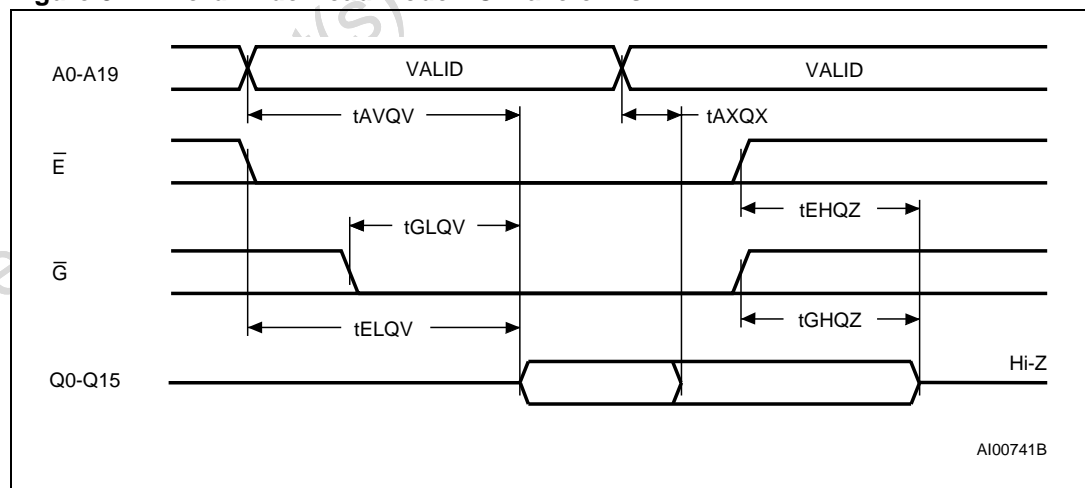 A0-A19
VALID
VALID
tAVQV
tAXQX
E̅
tEHQZ
tGLQV
G̅
tELQV
tGHQZ
Q0-Q15
Hi-Z
AI00741B